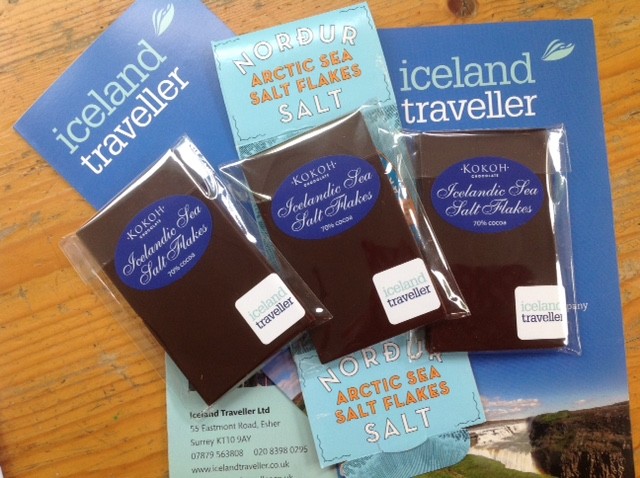 iceland
traveller
NORÐUR
ARCTIC SEA
SALT FLAKES
SALT
iceland
traveller
KOKOH
CHOCOLATE
Icelandic Sea
Salt Flakes
70% cocoa
iceland
traveller
KOKOH
CHOCOLATE
Icelandic Sea
Salt Flakes
70% cocoa
iceland
traveller
KOKOH
CHOCOLATE
Icelandic Sea
Salt Flakes
70% cocoa
iceland
traveller
NORÐUR
ARCTIC SEA
SALT FLAKES
SALT
Iceland Traveller Ltd
55 Eastmont Road, Esher
Surrey KT10 9AY
07879 563808 020 8398 0295
www.icelandtraveller.co.uk